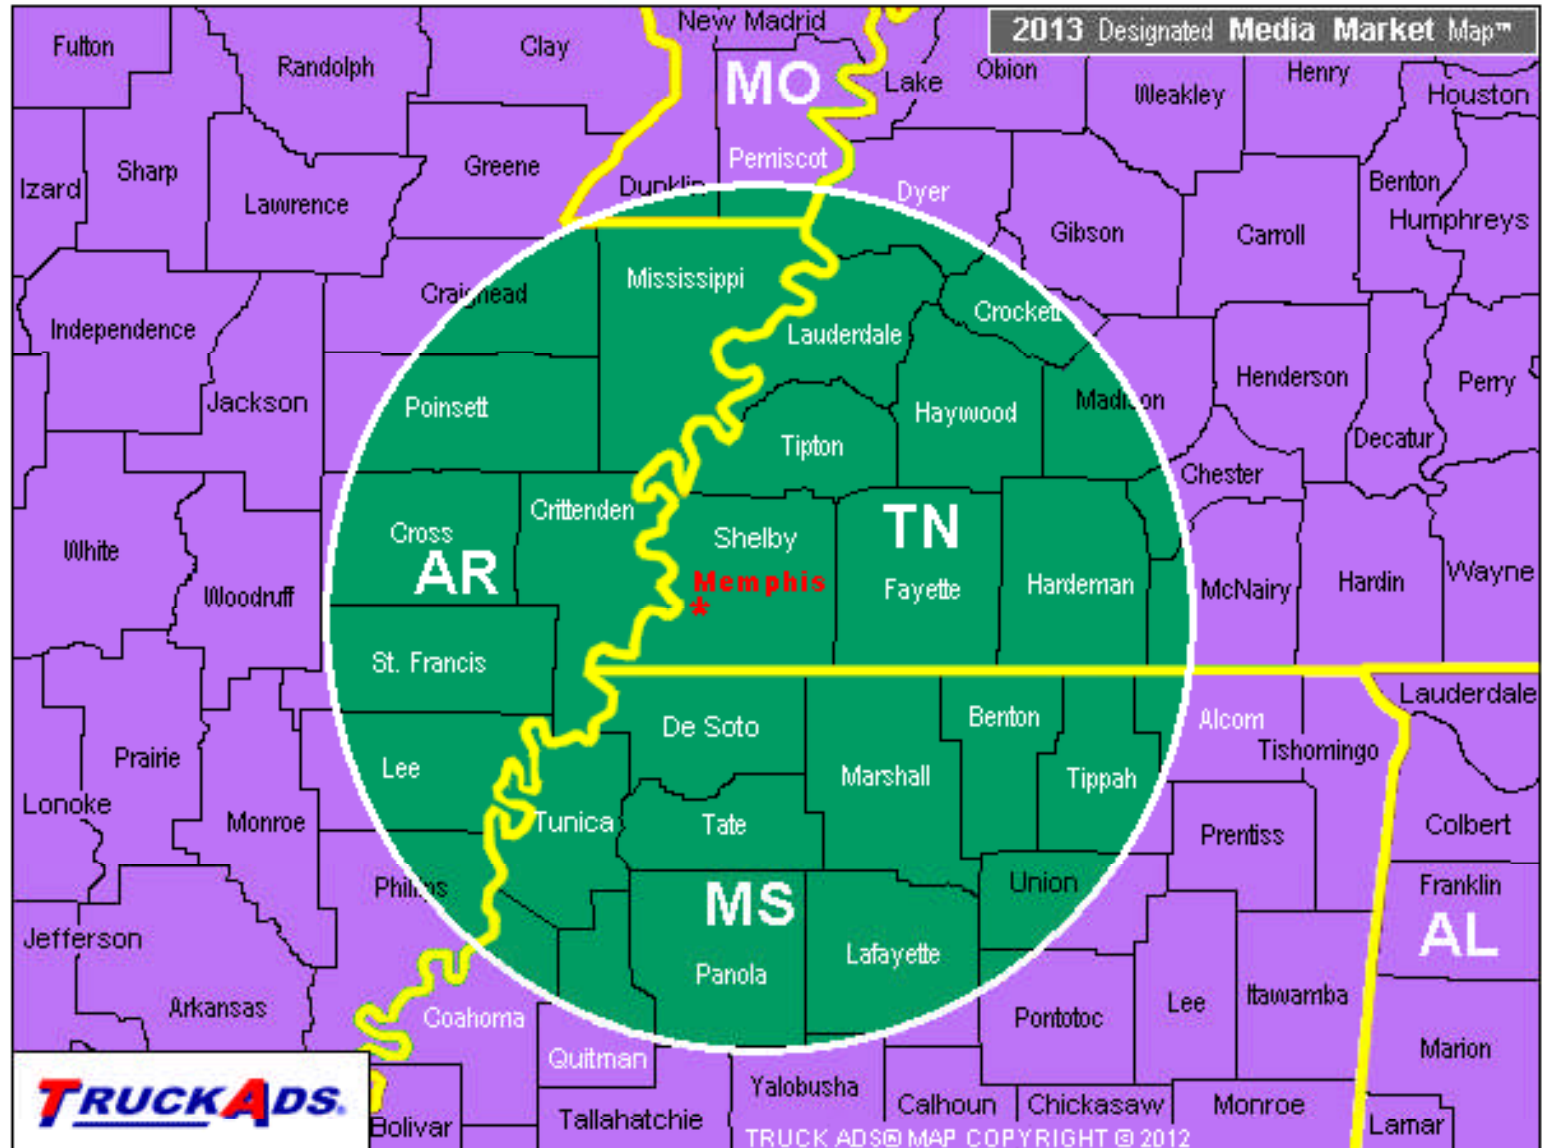 2013 Designated Media Market Map™
New Madrid
Fulton
Clay
Randolph
MO
Lake
Obion
Henry
Weakley
Houston
Pemiscot
Greene
Sharp
Izard
Dunklin
Dyer
Benton
Lawrence
Gibson
Carroll
Humphreys
Mississippi
Craighead
Crockett
Independence
Lauderdale
Henderson
Perry
Jackson
Poinsett
Haywood
Madison
Tipton
Decatur
Chester
Crittenden
Cross
Shelby
TN
White
AR
Memphis
*
Fayette
Hardeman
McNairy
Hardin
Wayne
Woodruff
St. Francis
Lauderdale
De Soto
Benton
Alcorn
Tishomingo
Prairie
Lee
Marshall
Tippah
Lonoke
Monroe
Tunica
Tate
Prentiss
Colbert
Phillips
MS
Union
Franklin
Jefferson
AL
Lafayette
Panola
Lee
Itawamba
Arkansas
Coahoma
Pontotoc
Marion
Quitman
Yalobusha
TRUCKADS.
Bolivar
Tallahatchie
Calhoun
Chickasaw
Monroe
Lamar
TRUCK ADS® MAP COPYRIGHT © 2012